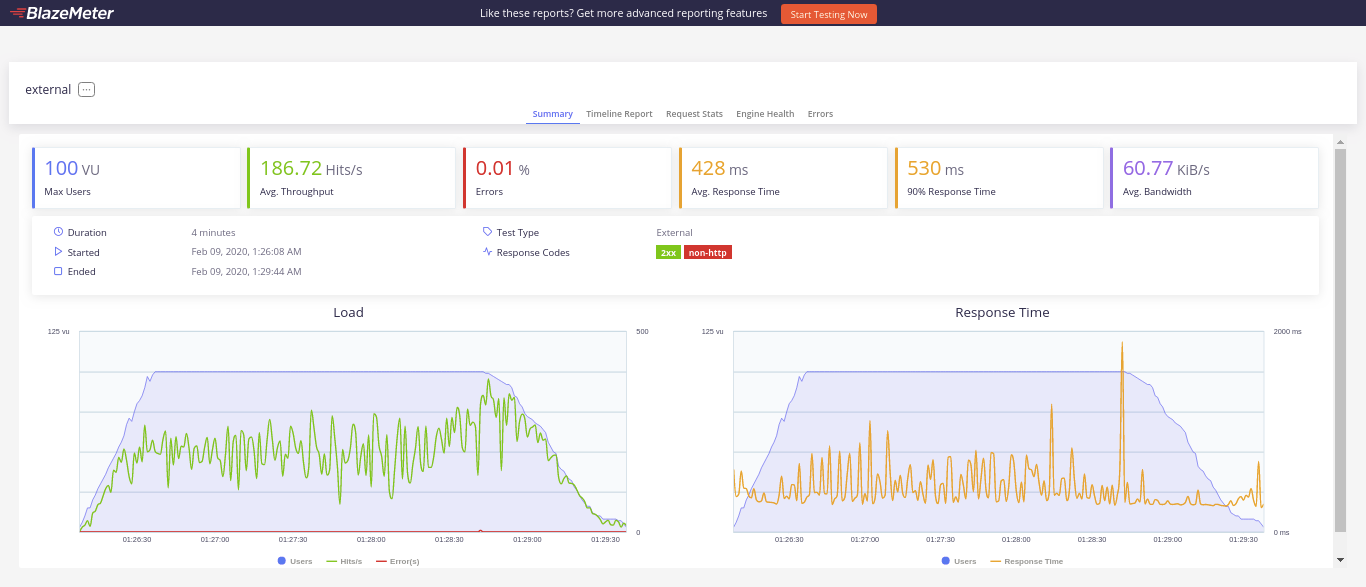 BlazeMeter
Like these reports? Get more advanced reporting features
Start Testing Now
external
Summary Timeline Report Request Stats Engine Health Errors
100 VU
Max Users
186.72 Hits/s
Avg. Throughput
0.01 %
Errors
428 ms
Avg. Response Time
530 ms
90% Response Time
60.77 KiB/s
Avg. Bandwidth
Duration 4 minutes
Started Feb 09, 2020, 1:26:08 AM
Ended Feb 09, 2020, 1:29:44 AM
Test Type External
Response Codes 2xx non-http
Load
125 vu 500
0
01:26:30 01:27:00 01:27:30 01:28:00 01:28:30 01:29:00 01:29:30
Users Hits/s Error(s)
Response Time
125 vu 2000 ms
0 ms
01:26:30 01:27:00 01:27:30 01:28:00 01:28:30 01:29:00 01:29:30
Users Response Time